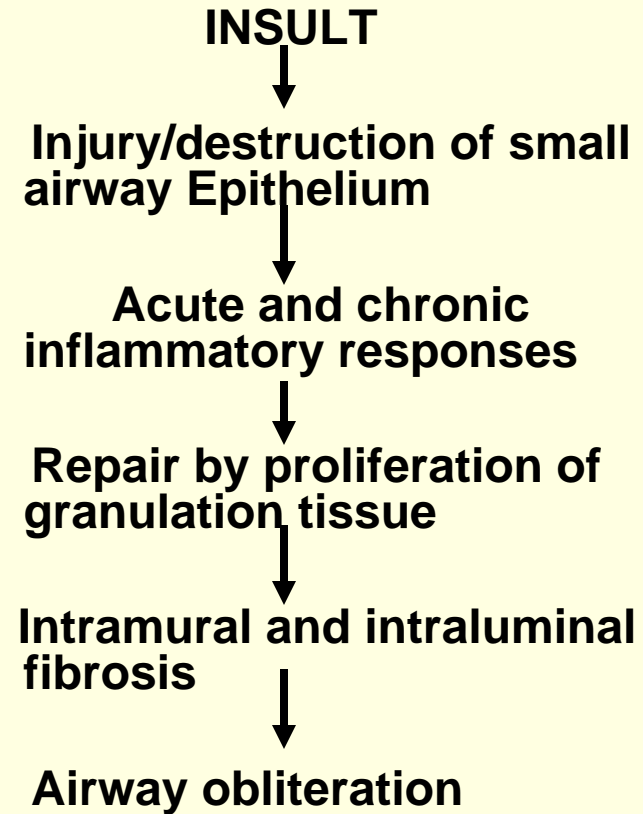 INSULT
Injury/destruction of small
airway Epithelium
Acute and chronic
inflammatory responses
Repair by proliferation of
granulation tissue
Intramural and intraluminal
fibrosis
Airway obliteration